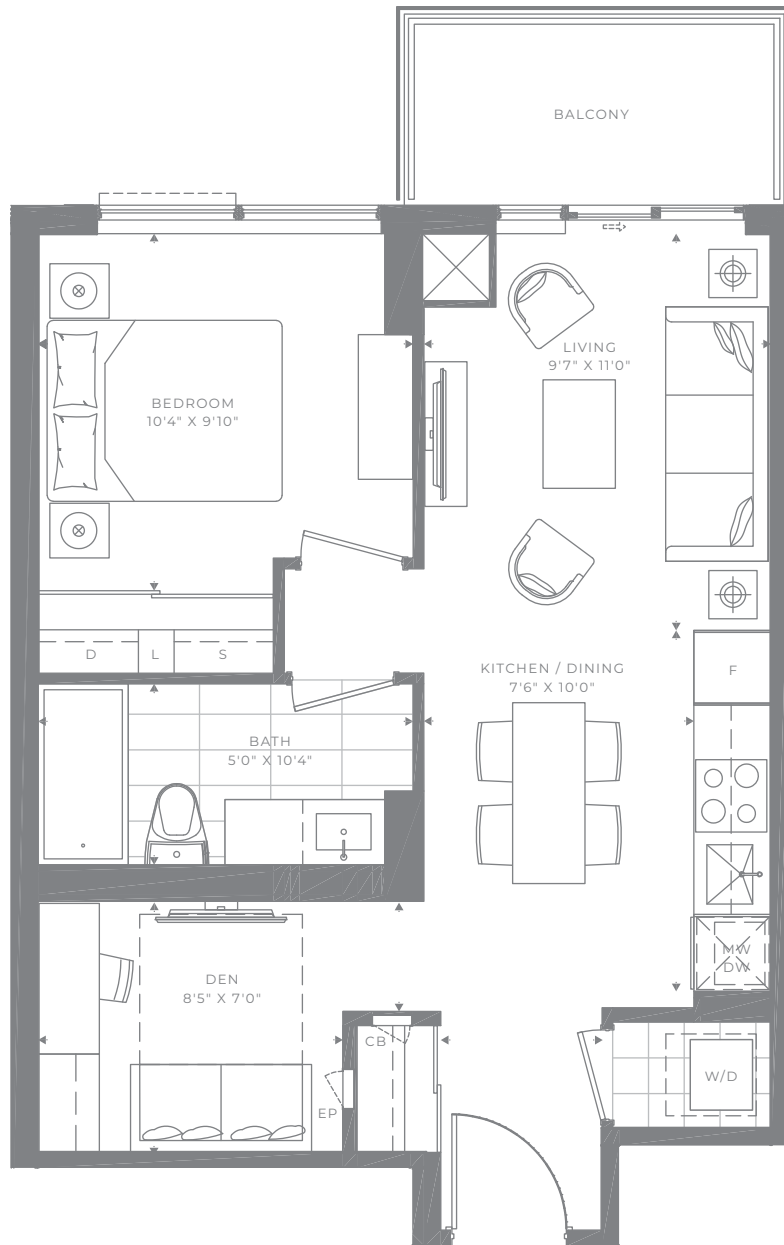 BALCONY
LIVING
9'7" X 11'0"
BEDROOM
10'4" X 9'10"
D
L
S
KITCHEN / DINING
7'6" X 10'0"
F
BATH
5'0" X 10'4"
MW
DW
DEN
8'5" X 7'0"
CB
W/D
EP